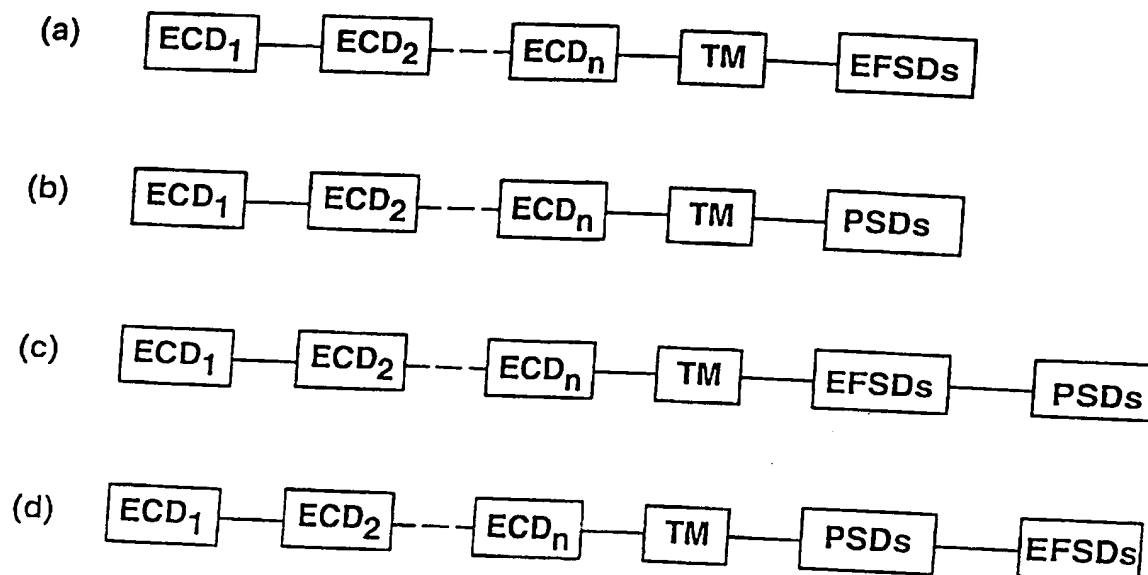 (a) ECD₁ ECD₂ ECDₙ TM EFSDs
(b) ECD₁ ECD₂ ECDₙ TM PSDs
(c) ECD₁ ECD₂ ECDₙ TM EFSDs PSDs
(d) ECD₁ ECD₂ ECDₙ TM PSDs EFSDs